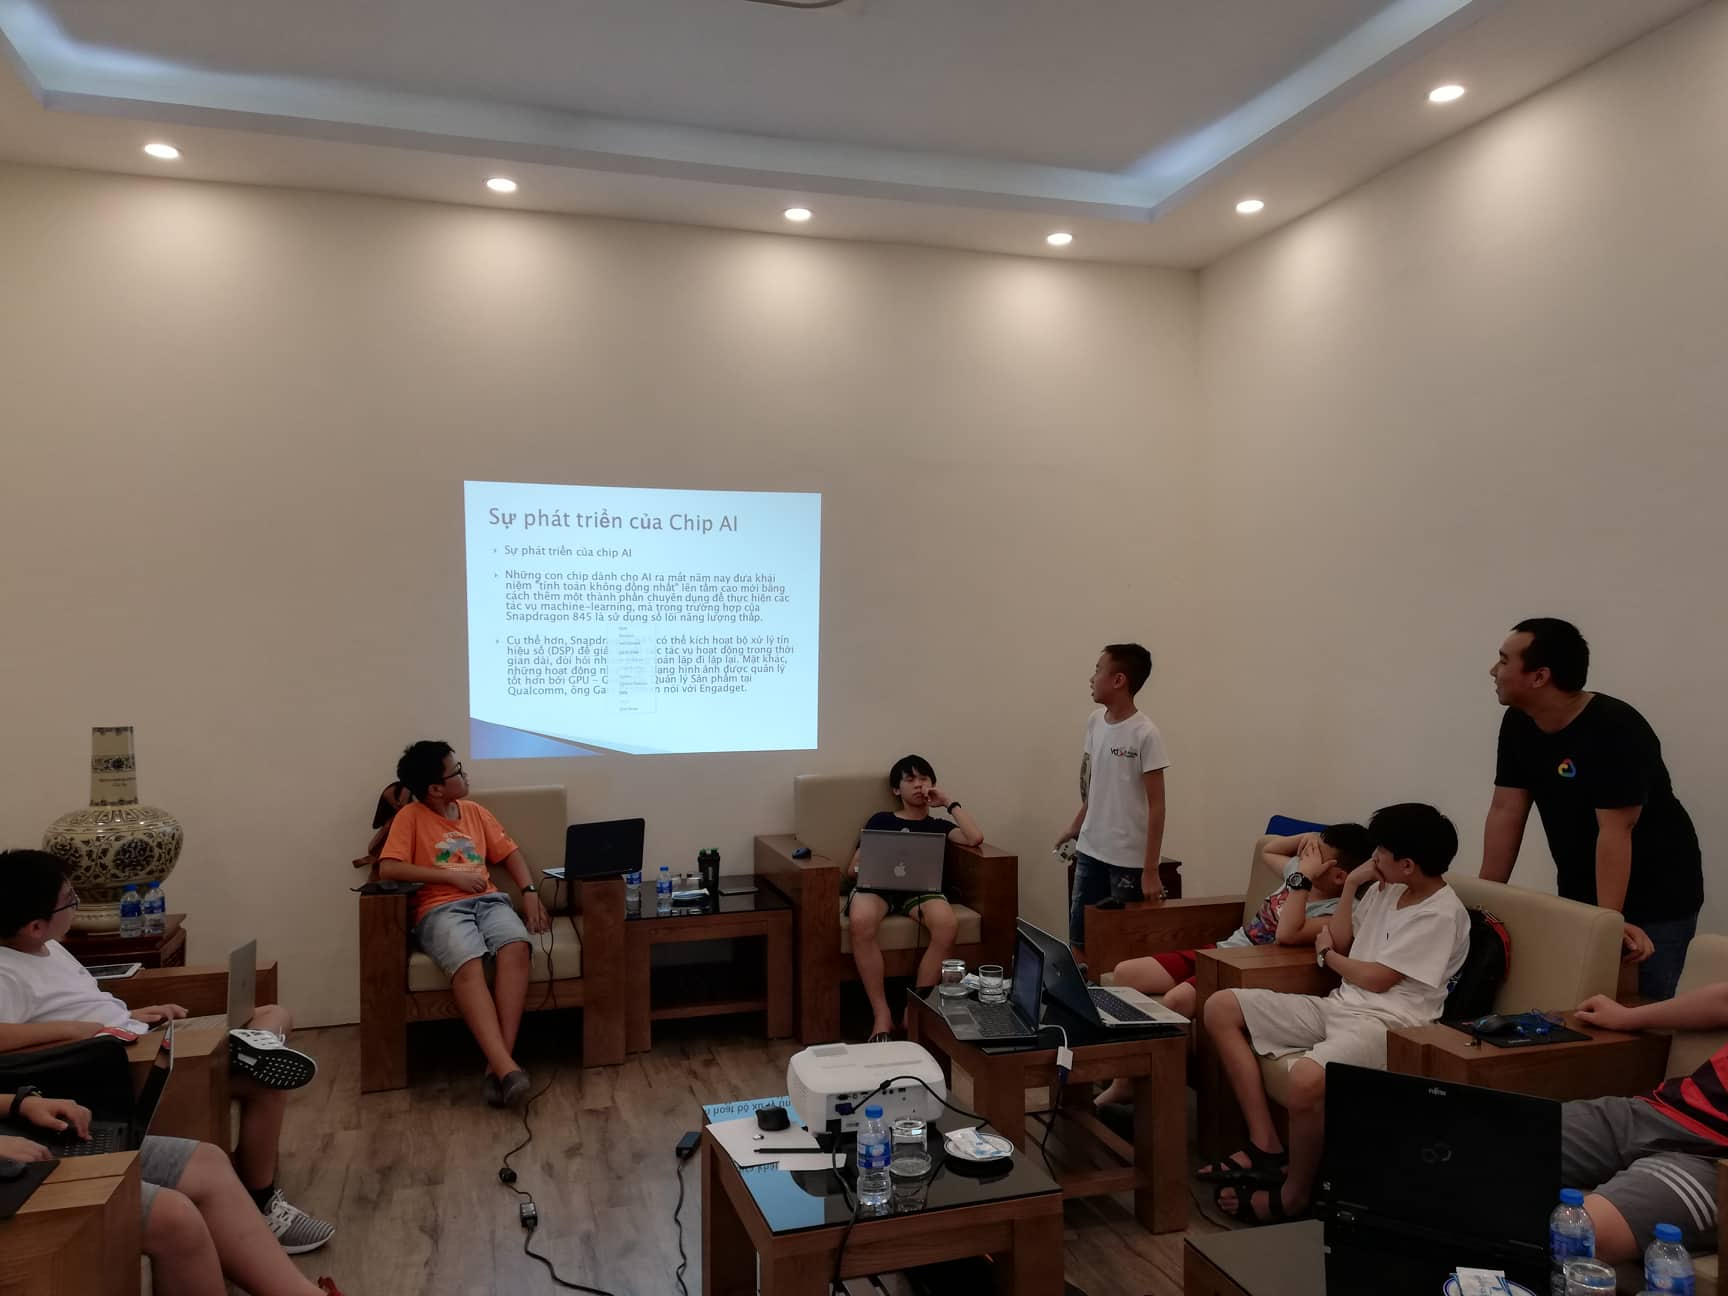 Sự phát triển của Chip AI
Sự phát triển của chip AI
Những con chip dành cho AI ra mắt năm nay đưa khái
niệm "tính toán không đồng nhất" lên tầm cao mới bằng
cách thêm một thành phần chuyên dụng để thực hiện các
tác vụ machine-learning, mà trong trường hợp của
Snapdragon 845 là sử dụng số lõi năng lượng thấp.
Cụ thể hơn, có thể kích hoạt bộ xử lý tín
hiệu số (DSP) để tác vụ hoạt động trong thời
gian dài, đòi hỏi toán lặp đi lặp lại. Mặt khác,
những hoạt động dạng hình ảnh được quản lý
tốt hơn bởi GPU - Quản lý Sản phẩm tại
Qualcomm, ông nói với Engadget.
FUJITSU